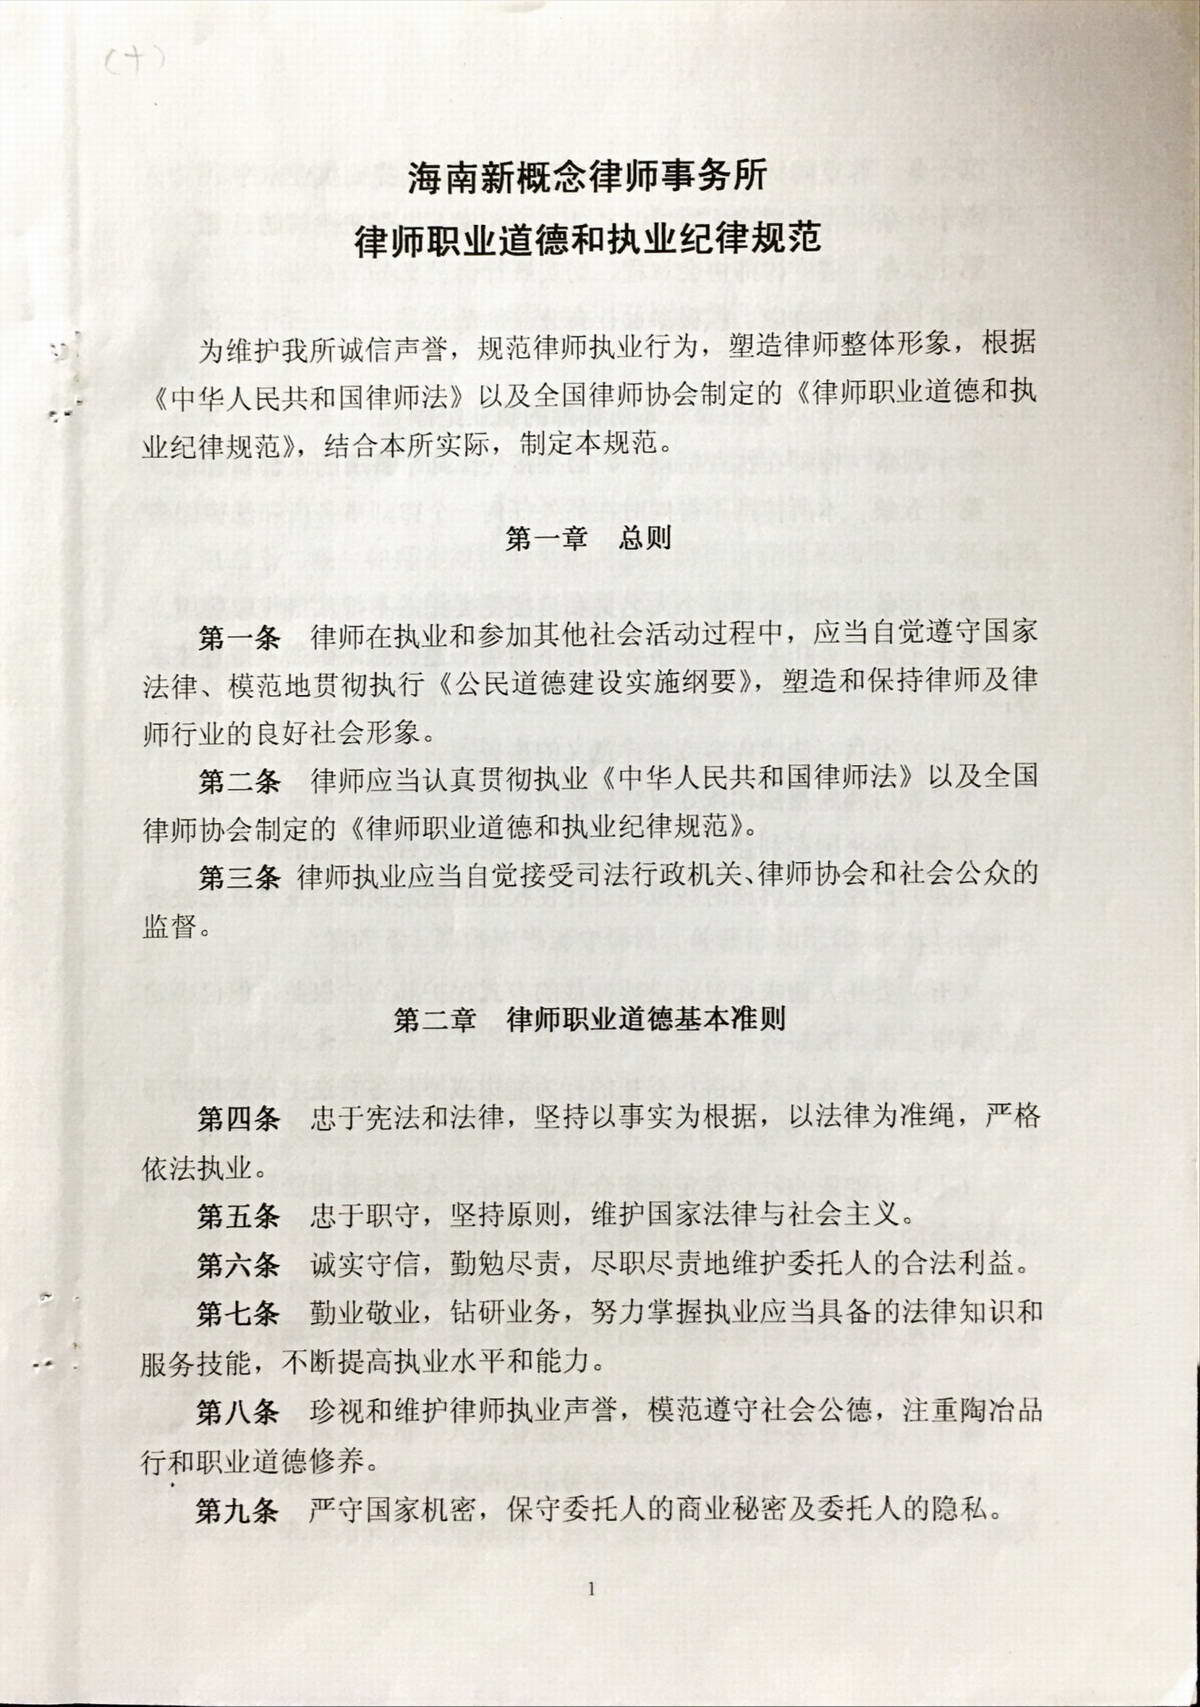 （十）
海南新概念律师事务所
律师职业道德和执业纪律规范
为维护我所诚信声誉，规范律师执业行为，塑造律师整体形象，根据
《中华人民共和国律师法》以及全国律师协会制定的《律师职业道德和执
业纪律规范》，结合本所实际，制定本规范。
第一章　总则
第一条　律师在执业和参加其他社会活动过程中，应当自觉遵守国家
法律、模范地贯彻执行《公民道德建设实施纲要》，塑造和保持律师及律
师行业的良好社会形象。
第二条　律师应当认真贯彻执业《中华人民共和国律师法》以及全国
律师协会制定的《律师职业道德和执业纪律规范》。
第三条 律师执业应当自觉接受司法行政机关、律师协会和社会公众的
监督。
第二章　律师职业道德基本准则
第四条　忠于宪法和法律，坚持以事实为根据，以法律为准绳，严格
依法执业。
第五条　忠于职守，坚持原则，维护国家法律与社会主义。
第六条　诚实守信，勤勉尽责，尽职尽责地维护委托人的合法利益。
第七条　勤业敬业，钻研业务，努力掌握执业应当具备的法律知识和
服务技能，不断提高执业水平和能力。
第八条　珍视和维护律师执业声誉，模范遵守社会公德，注重陶冶品
行和职业道德修养。
第九条　严守国家机密，保守委托人的商业秘密及委托人的隐私。
1